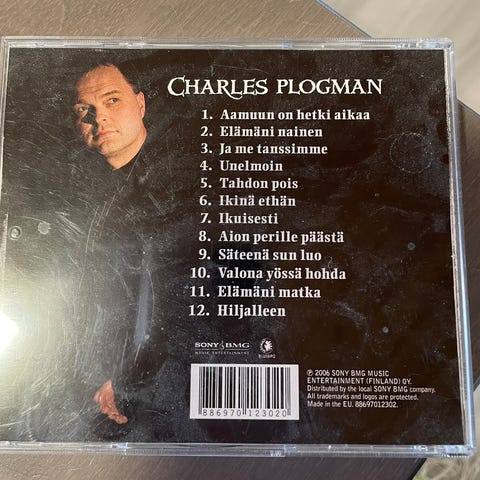 CHARLES PLOGMAN
1. Aamuun on hetki aikaa
2. Elämäni nainen
3. Ja me tanssimme
4. Unelmoin
5. Tahdon pois
6. Ikinä ethän
7. Ikuisesti
8. Aion perille päästä
9. Säteenä sun luo
10. Valona yössä hohda
11. Elämäni matka
12. Hiljalleen
SONY BMG
MUSIC ENTERTAINMENT
℗ 2006 SONY BMG MUSIC
ENTERTAINMENT (FINLAND) OY.
Distributed by the local SONY BMG company.
All trademarks and logos are protected.
Made in the EU. 88697012302.
886970123020